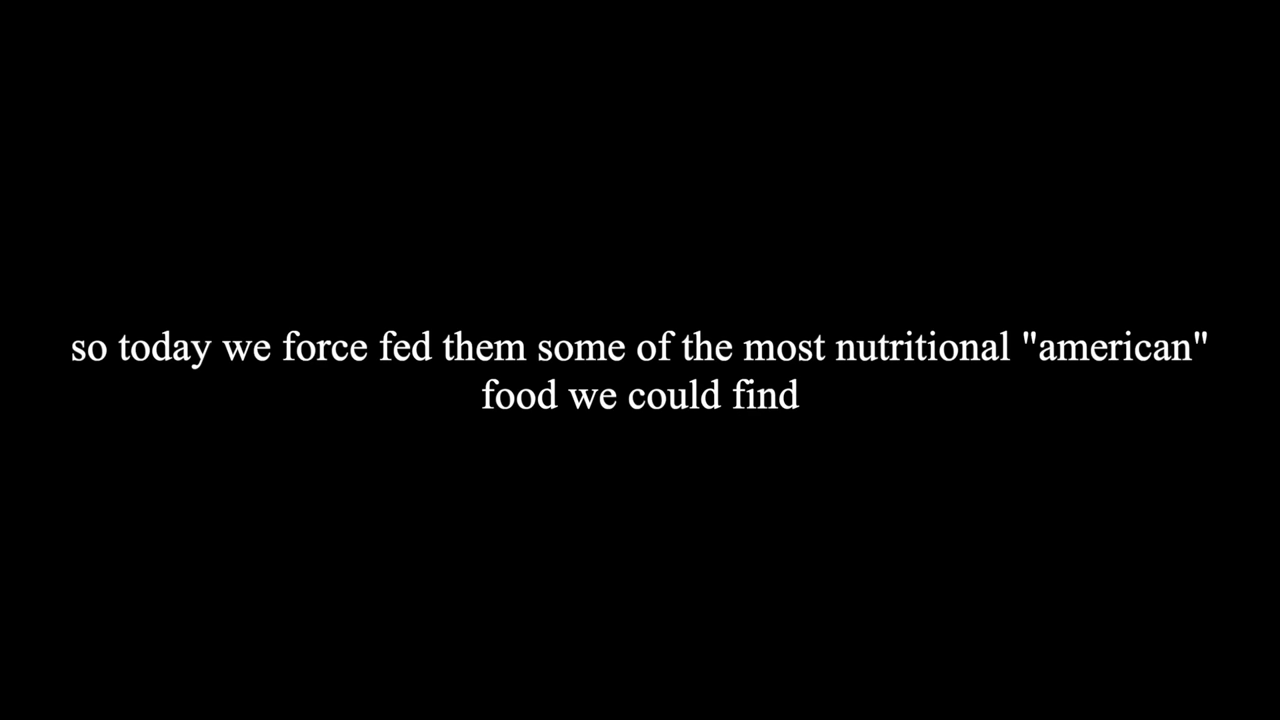 so today we force fed them some of the most nutritional "american"
food we could find